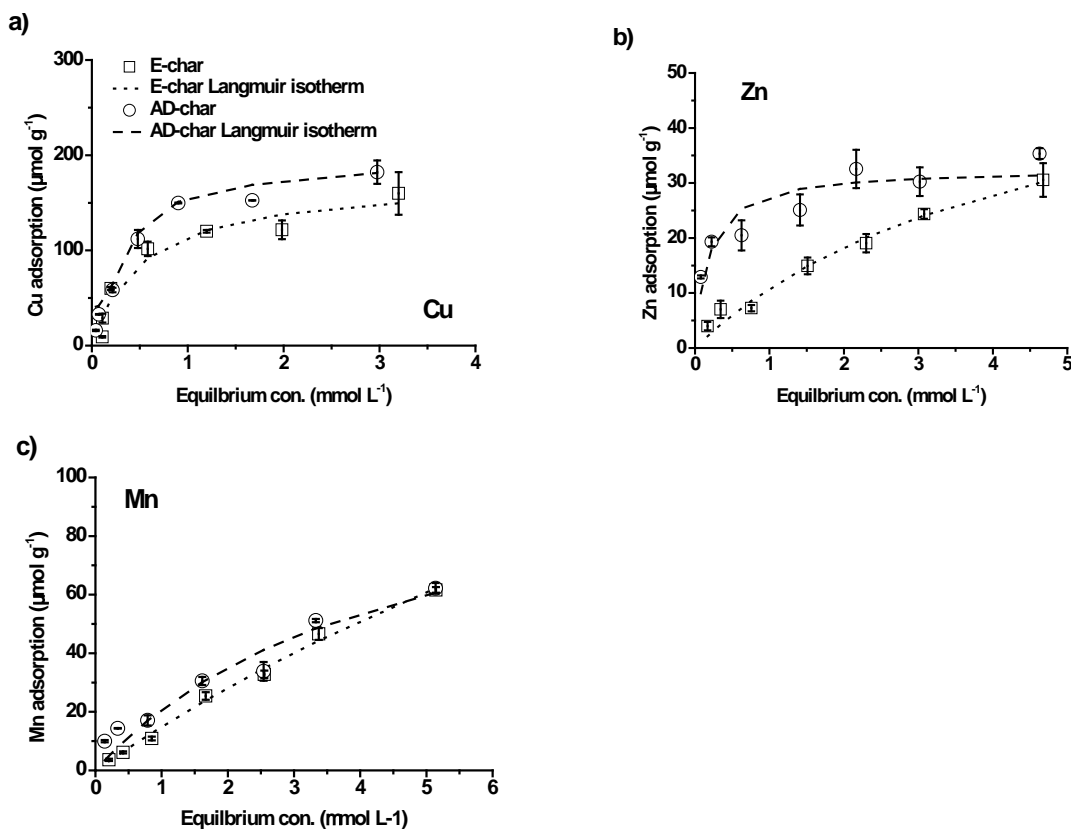 a)
300
200
100
0
Cu adsorption (µmol g⁻¹)
E-char
E-char Langmuir isotherm
AD-char
AD-char Langmuir isotherm
Cu
0 1 2 3 4
Equilbrium con. (mmol L⁻¹)
b)
50
40
30
20
10
0
Zn adsorption (µmol g⁻¹)
Zn
0 1 2 3 4 5
Equilbrium con. (mmol L⁻¹)
c)
100
80
60
40
20
0
Mn adsorption (µmol g⁻¹)
Mn
0 1 2 3 4 5 6
Equilbrium con. (mmol L-1)